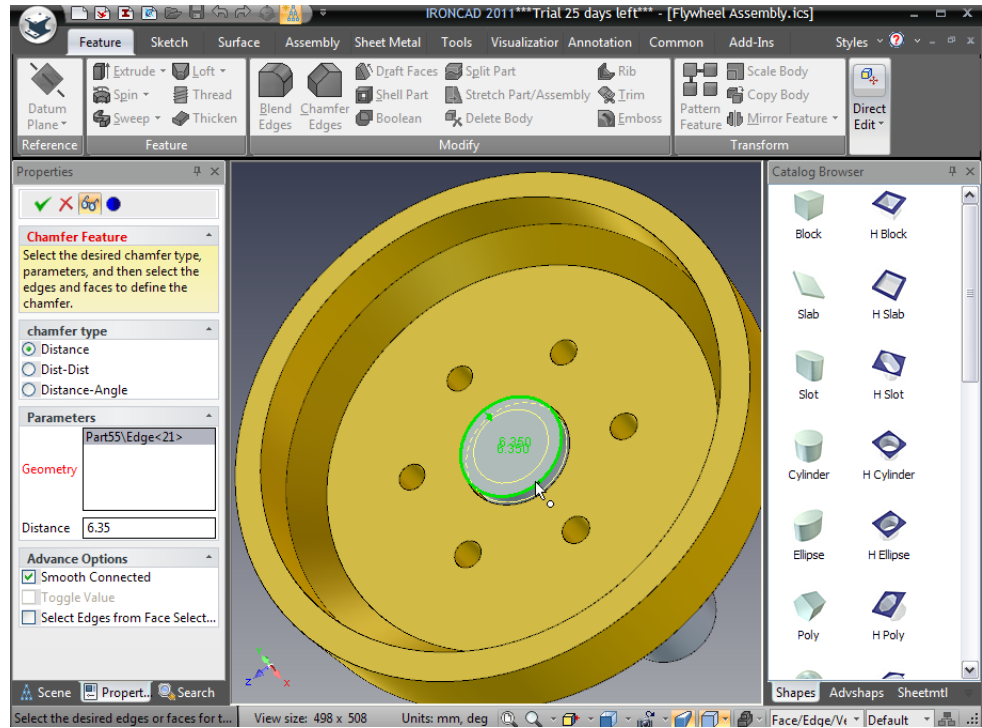 IRONCAD 2011***Trial 25 days left*** - [Flywheel Assembly.ics]
Feature Sketch Surface Assembly Sheet Metal Tools Visualization Annotation Common Add-Ins Styles
Extrude Loft Draft Faces Split Part Rib Scale Body
Spin Thread Shell Part Stretch Part/Assembly Trim Copy Body
Datum Plane Sweep Thicken Blend Edges Chamfer Edges Boolean Delete Body Emboss Pattern Feature Mirror Feature Direct Edit
Reference Feature Modify Transform
Properties
Catalog Browser
Chamfer Feature
Select the desired chamfer type,
parameters, and then select the
edges and faces to define the
chamfer.
chamfer type
Distance
Dist-Dist
Distance-Angle
Parameters
Part55\Edge<21>
Geometry
Distance 6.35
Advance Options
Smooth Connected
Toggle Value
Select Edges from Face Select...
6.350
6.350
z x
Block H Block
Slab H Slab
Slot H Slot
Cylinder H Cylinder
Ellipse H Ellipse
Poly H Poly
Scene Propert... Search
Shapes Advshaps Sheetmtl
Select the desired edges or faces for t... View size: 498 x 508 Units: mm, deg Face/Edge/Ve Default